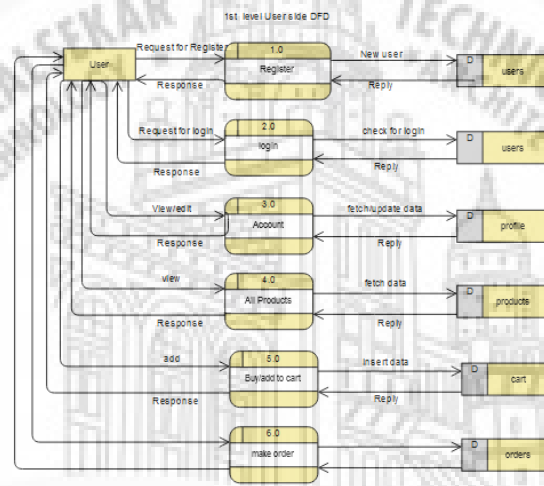 1st level Userside DFD
Request for Register
1.0
New user
User
Register
D
users
Response
Reply
Request for login
2.0
check for login
D
login
users
Response
Reply
View/edit
3.0
fetch/update data
D
Account
profile
Response
Reply
view
4.0
fetch data
D
All Products
products
Response
Reply
add
5.0
Insert data
D
Buy/add to cart
cart
Response
Reply
6.0
D
make order
orders